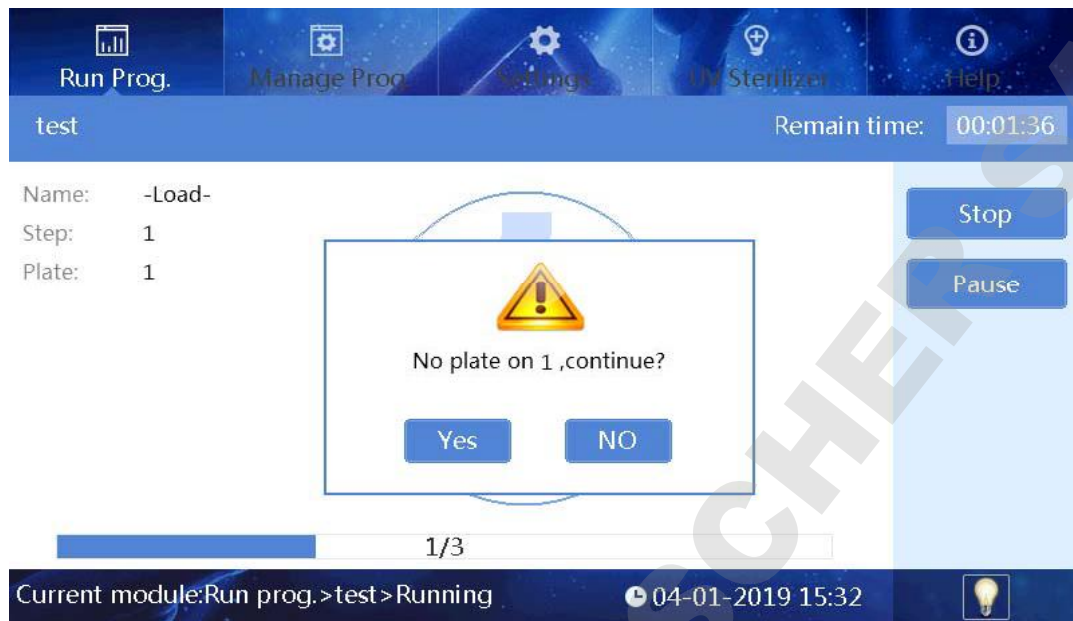 Run Prog.
Manage Prog.
Settings
UV Sterilizer
Help
test
Remain time: 00:01:36
Name: -Load-
Step: 1
Plate: 1
Stop
Pause
No plate on 1 ,continue?
Yes
NO
1/3
Current module:Run prog.>test>Running
04-01-2019 15:32